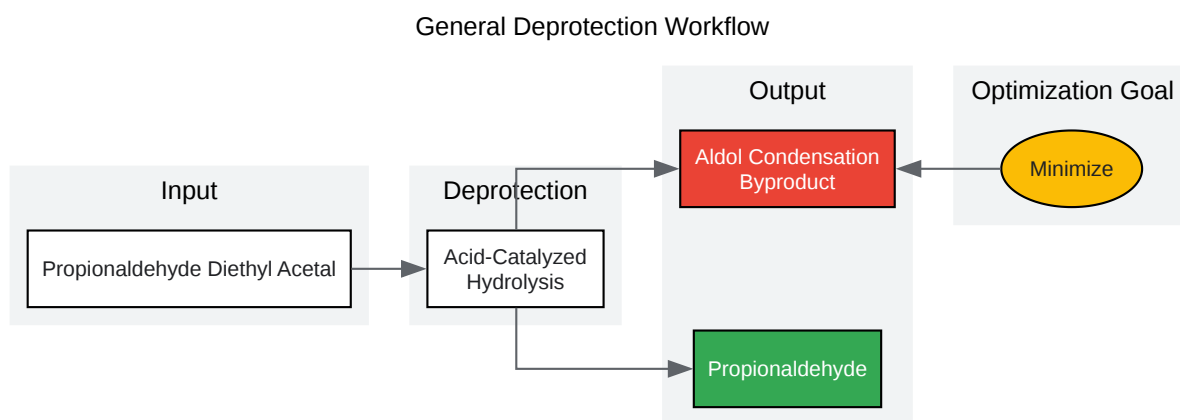 General Deprotection Workflow
Input
Propionaldehyde Diethyl Acetal
Deprotection
Acid-Catalyzed
Hydrolysis
Output
Aldol Condensation
Byproduct
Propionaldehyde
Optimization Goal
Minimize